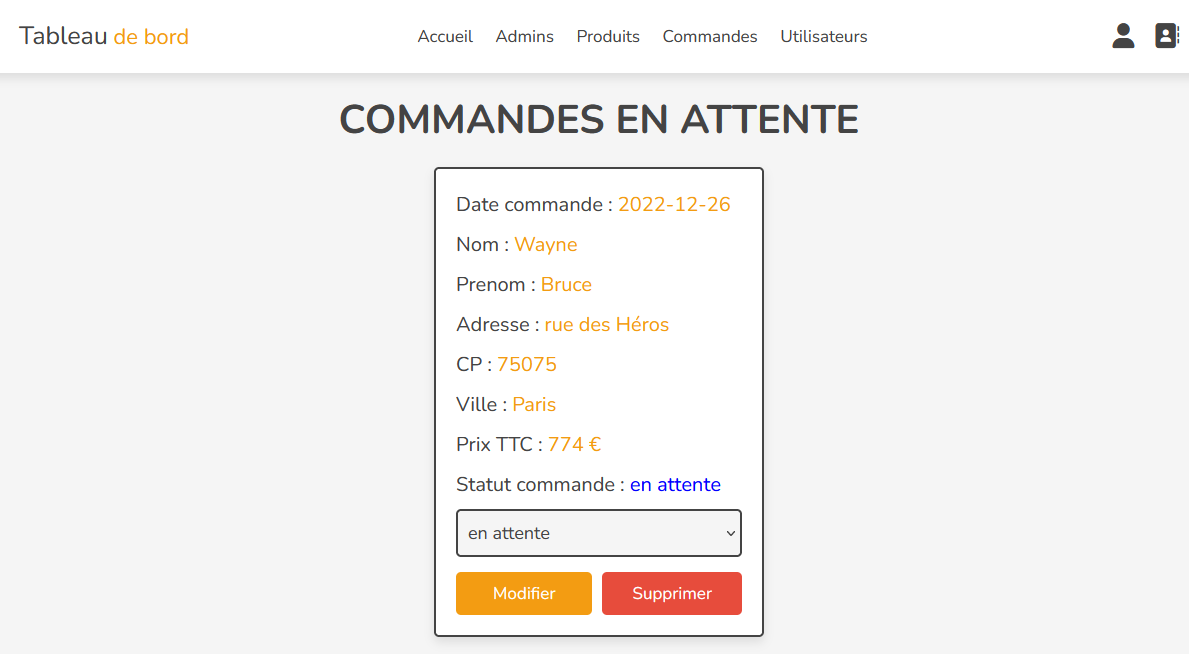 Tableau de bord
Accueil Admins Produits Commandes Utilisateurs
COMMANDES EN ATTENTE
Date commande : 2022-12-26
Nom : Wayne
Prenom : Bruce
Adresse : rue des Héros
CP : 75075
Ville : Paris
Prix TTC : 774 €
Statut commande : en attente
en attente
Modifier Supprimer